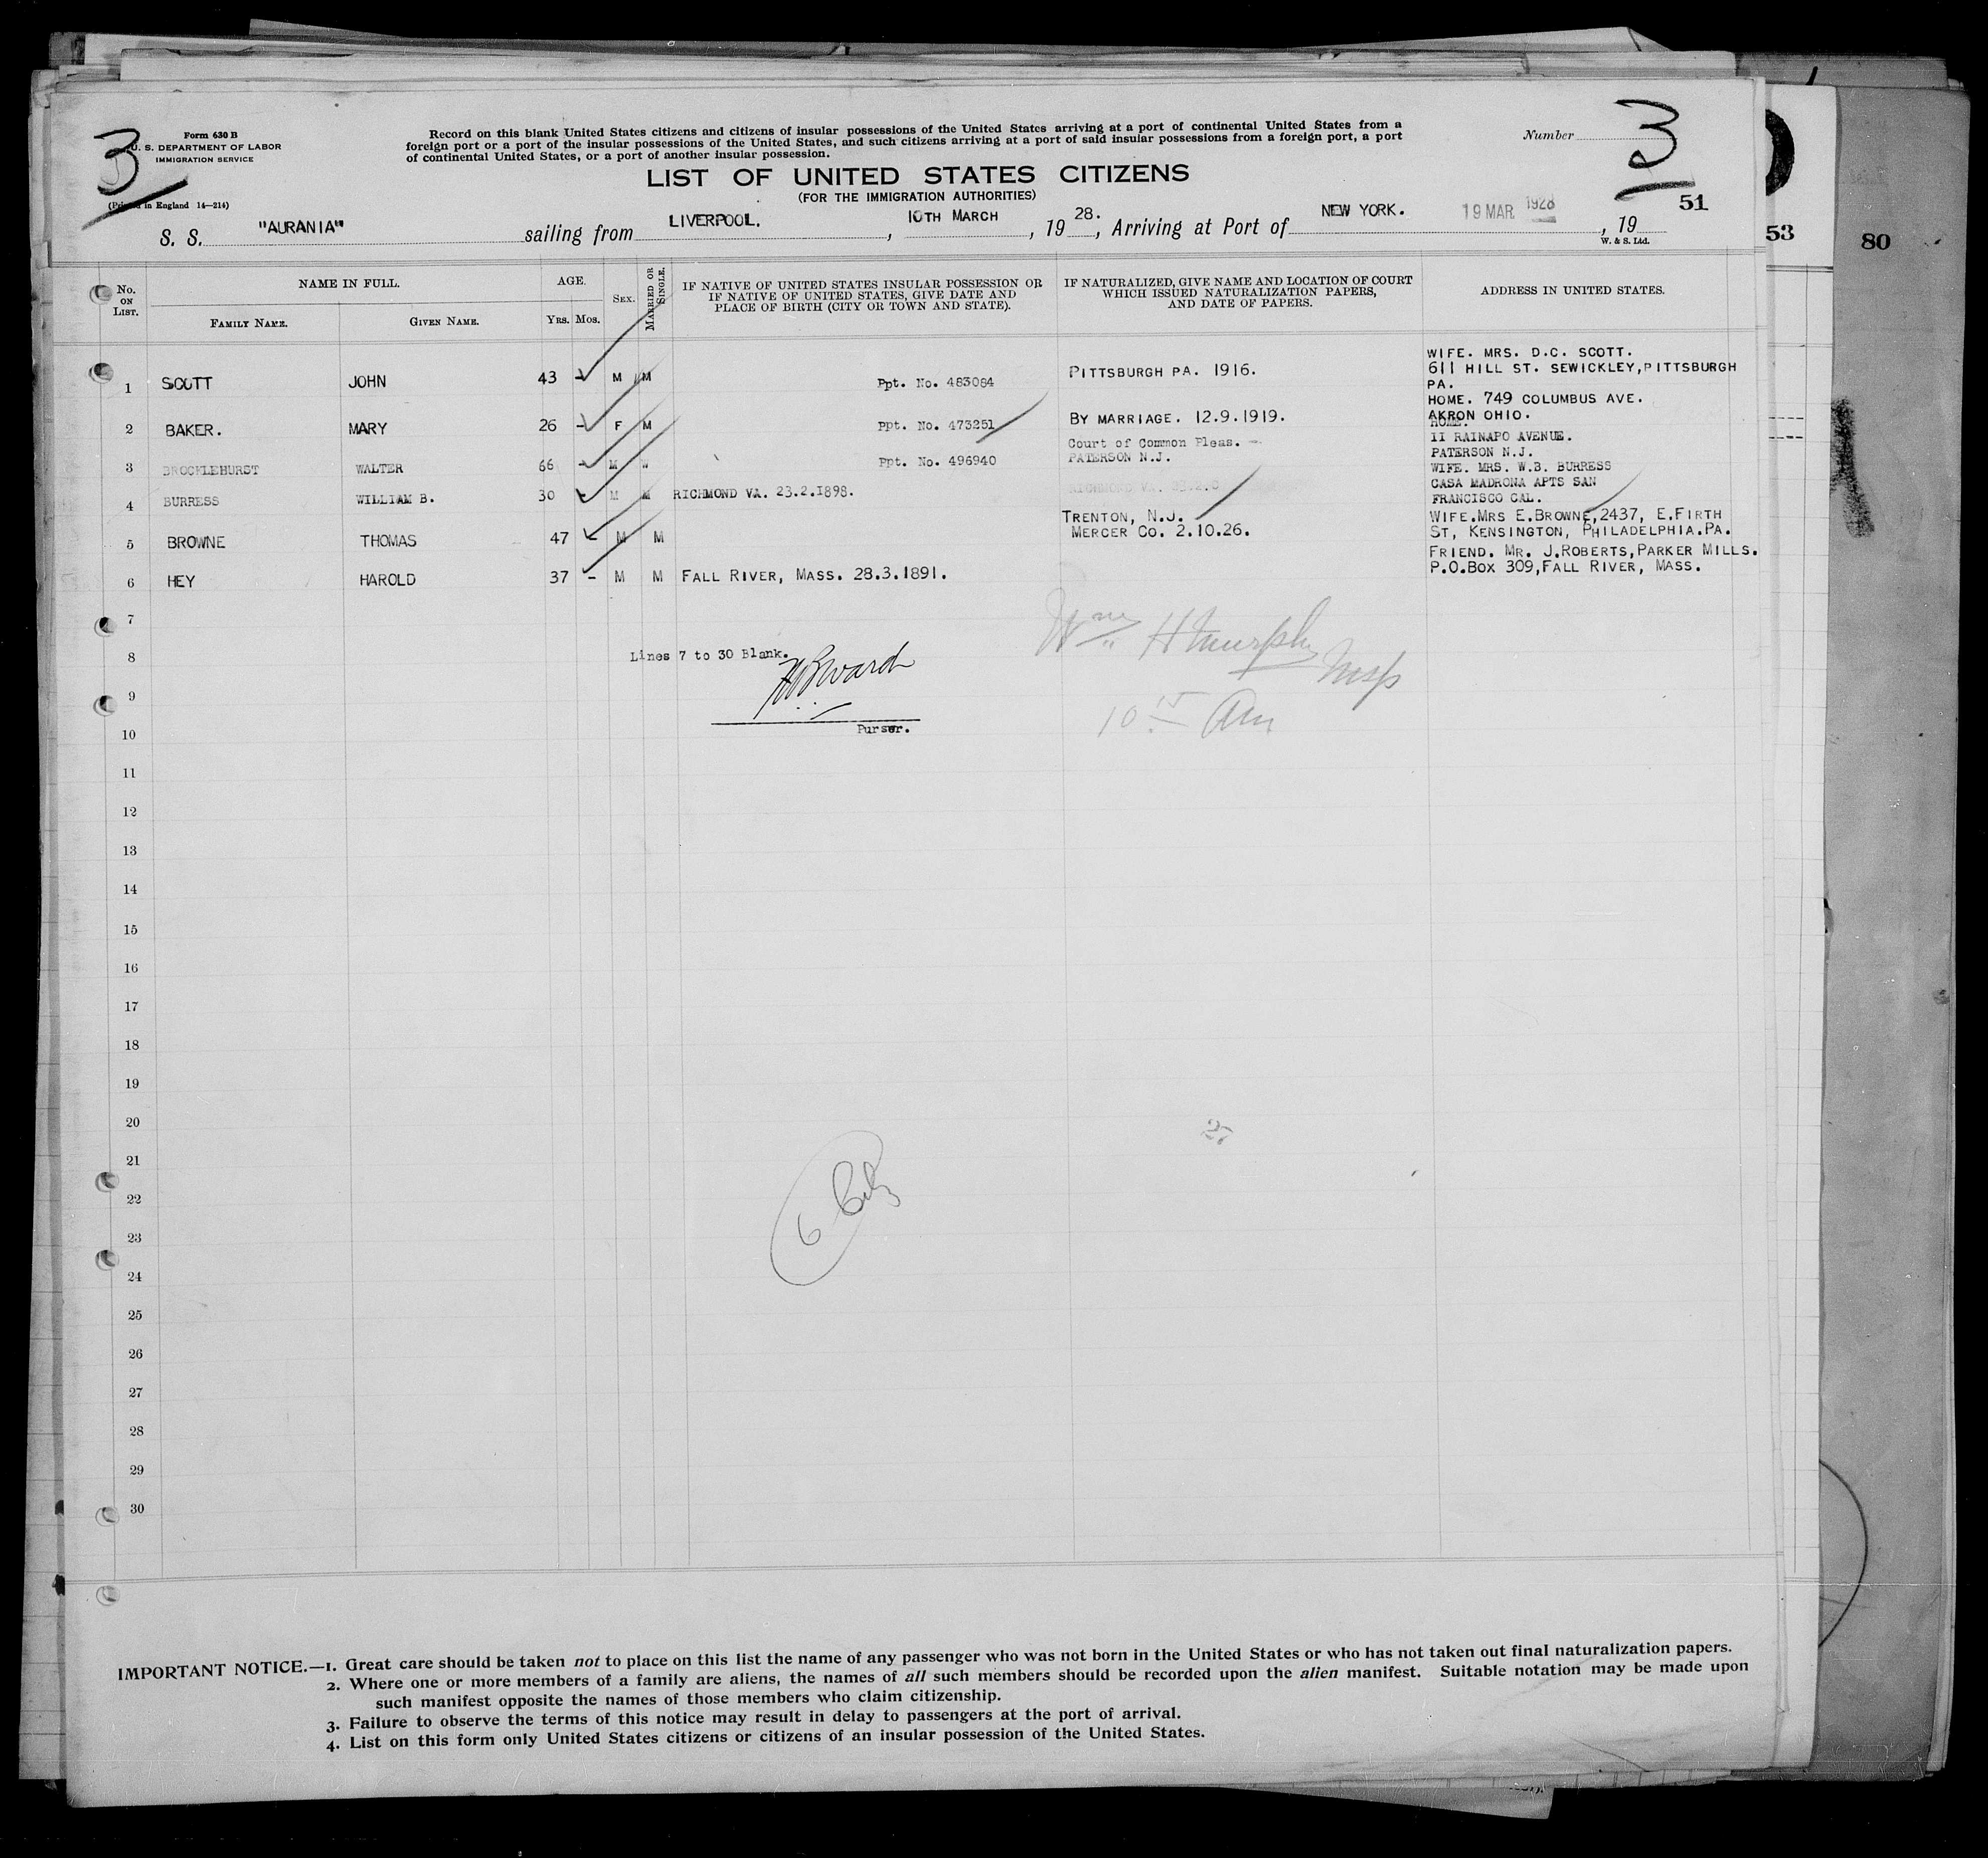 3
Form 630 B
U. S. DEPARTMENT OF LABOR
IMMIGRATION SERVICE
(Printed in England 14—214)
Record on this blank United States citizens and citizens of insular possessions of the United States arriving at a port of continental United States from a
foreign port or a port of the insular possessions of the United States, and such citizens arriving at a port of said insular possessions from a foreign port, a port
of continental United States, or a port of another insular possession.
Number 3
LIST OF UNITED STATES CITIZENS
(FOR THE IMMIGRATION AUTHORITIES)
51
53
80
S. S. "AURANIA" sailing from LIVERPOOL. , 10TH MARCH , 19 28. , Arriving at Port of NEW YORK. 19 MAR 1928 , 19
W. & S. Ltd.
No. ON LIST.
NAME IN FULL.
FAMILY NAME.
GIVEN NAME.
AGE.
YRS. MOS.
SEX.
MARRIED OR SINGLE.
IF NATIVE OF UNITED STATES INSULAR POSSESSION OR
IF NATIVE OF UNITED STATES, GIVE DATE AND
PLACE OF BIRTH (CITY OR TOWN AND STATE).
IF NATURALIZED, GIVE NAME AND LOCATION OF COURT
WHICH ISSUED NATURALIZATION PAPERS,
AND DATE OF PAPERS.
ADDRESS IN UNITED STATES.
1 SCOTT JOHN 43 - M M Ppt. No. 483084 PITTSBURGH PA. 1916.
WIFE. MRS. D.C. SCOTT.
611 HILL ST. SEWICKLEY,PITTSBURGH
PA.
2 BAKER. MARY 26 - F M Ppt. No. 473251 BY MARRIAGE. 12.9.1919.
HOME. 749 COLUMBUS AVE.
AKRON OHIO.
3 BROCKLEHURST WALTER 66 - M W Ppt. No. 496940
Court of Common Pleas. -
PATERSON N.J.
HOME.
11 RAINAPO AVENUE.
PATERSON N.J.
4 BURRESS WILLIAM B. 30 - M M RICHMOND VA. 23.2.1898.
WIFE. MRS. W.B. BURRESS
CASA MADRONA APTS SAN
FRANCISCO CAL.
5 BROWNE THOMAS 47 - M M
TRENTON, N.J.
MERCER CO. 2.10.26.
WIFE.MRS E.BROWNE,2437, E.FIRTH
ST, KENSINGTON, PHILADELPHIA.PA.
6 HEY HAROLD 37 - M M FALL RIVER, MASS. 28.3.1891.
FRIEND. MR. J.ROBERTS,PARKER MILLS.
P.O.BOX 309,FALL RIVER, MASS.
7
Wm H Murphy
Insp
10 15 Am
8
Lines 7 to 30 Blank.
9
10
Purser.
11
12
13
14
15
16
17
18
19
20
27
21
22
6
23
24
25
26
27
28
29
30
IMPORTANT NOTICE.—1. Great care should be taken not to place on this list the name of any passenger who was not born in the United States or who has not taken out final naturalization papers.
2. Where one or more members of a family are aliens, the names of all such members should be recorded upon the alien manifest. Suitable notation may be made upon
such manifest opposite the names of those members who claim citizenship.
3. Failure to observe the terms of this notice may result in delay to passengers at the port of arrival.
4. List on this form only United States citizens or citizens of an insular possession of the United States.